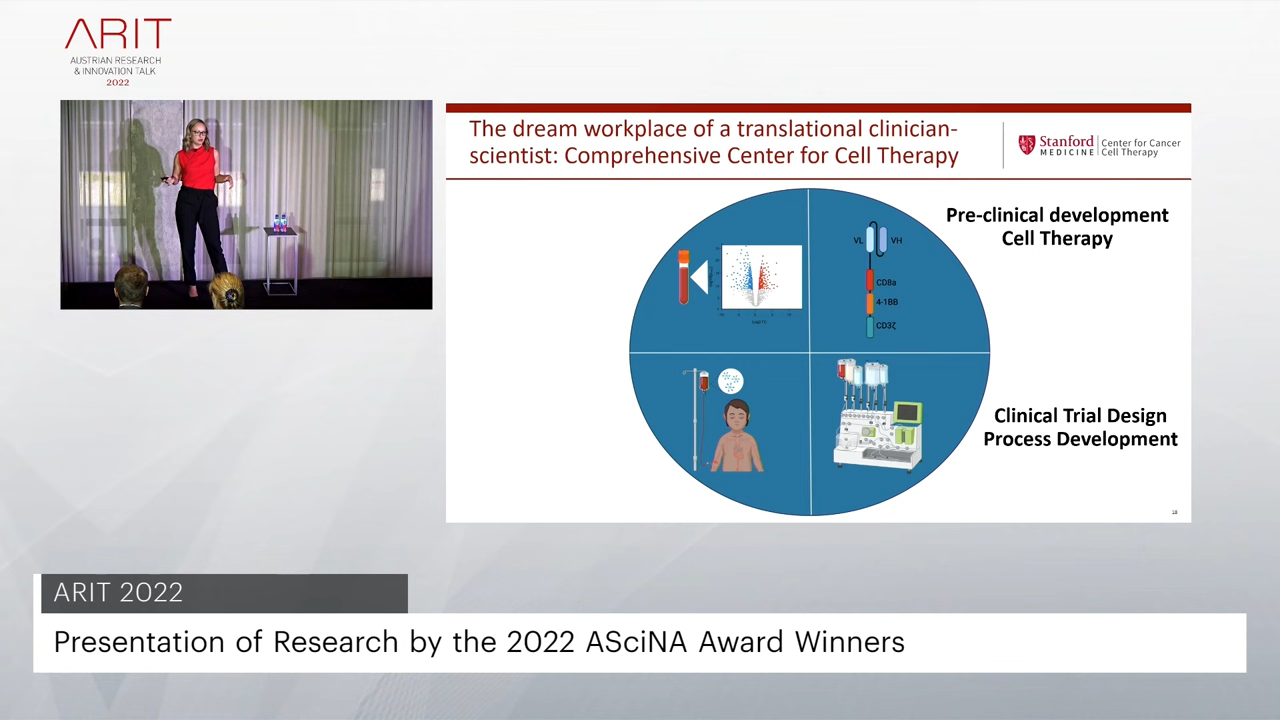 ARIT
AUSTRIAN RESEARCH
& INNOVATION TALK
2022
The dream workplace of a translational clinician-
scientist: Comprehensive Center for Cell Therapy
Stanford
MEDICINE
Center for Cancer
Cell Therapy
Pre-clinical development
Cell Therapy
VL
VH
CD8a
4-1BB
CD3ζ
Clinical Trial Design
Process Development
18
ARIT 2022
Presentation of Research by the 2022 ASciNA Award Winners